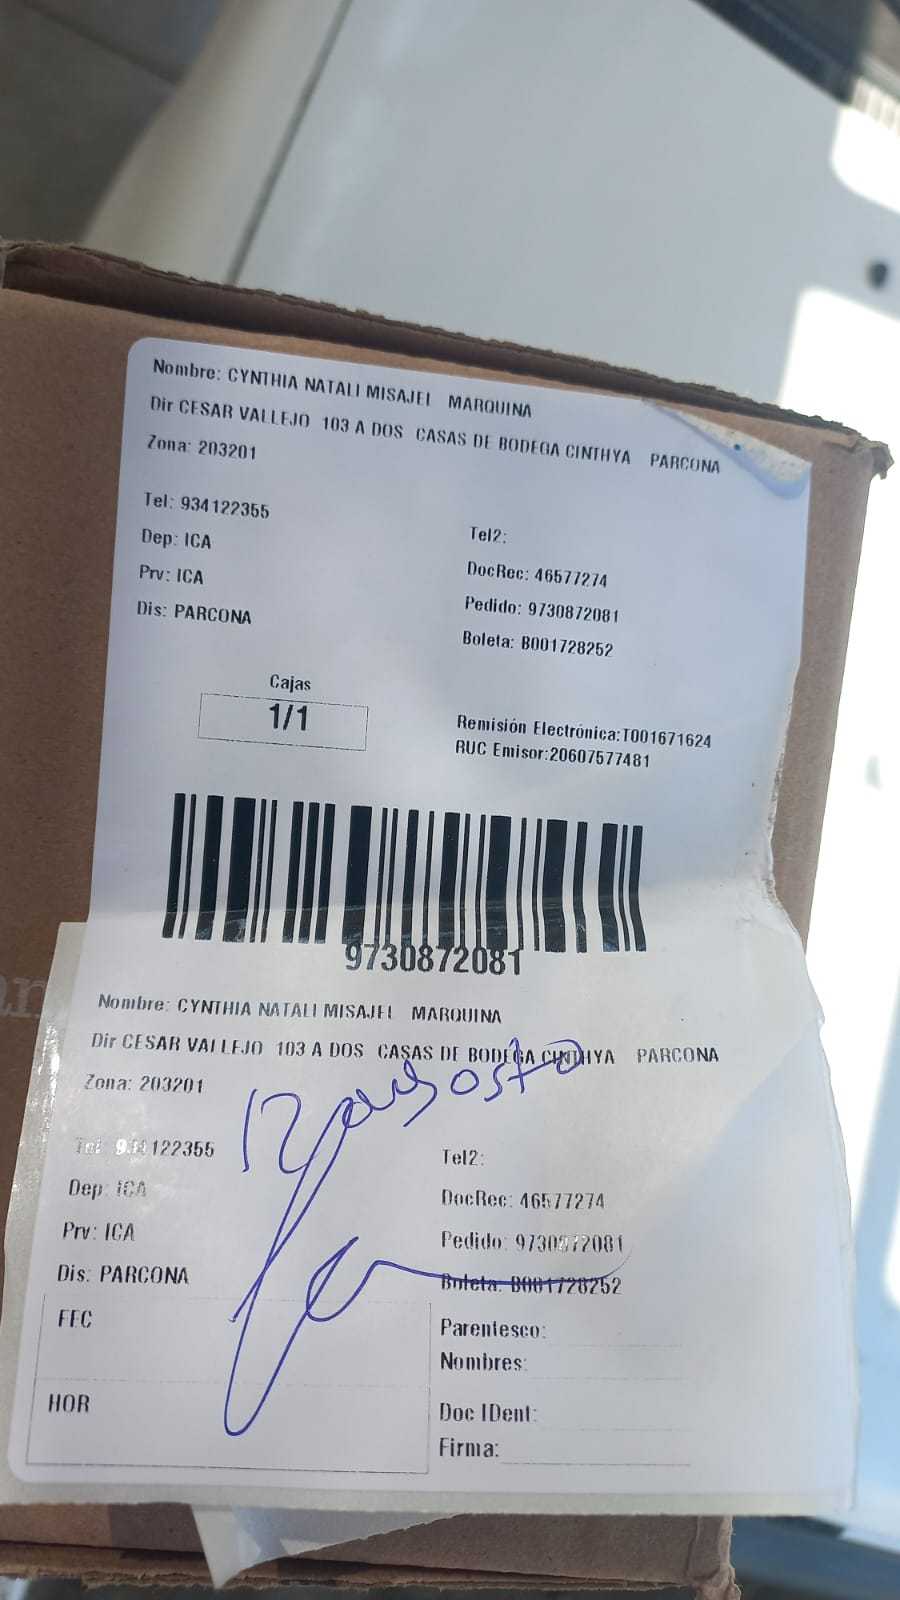 Nombre: CYNTHIA NATALI MISAJEL MARQUINA
Dir CESAR VALLEJO 103 A DOS CASAS DE BODEGA CINTHYA PARCONA
Zona: 203201
Tel: 934122355
Tel2:
Dep: ICA
DocRec: 46577274
Prv: ICA
Pedido: 9730872081
Dis: PARCONA
Boleta: B001728252
Cajas
1/1
Remisión Electrónica:T001671624
RUC Emisor:20607577481
9730872081
Nombre: CYNTHIA NATALI MISAJEL MARQUINA
Dir CESAR VALLEJO 103 A DOS CASAS DE BODEGA CINTHYA PARCONA
12 agosto
Zona: 203201
Tel: 934122355
Tel2:
Dep: ICA
DocRec: 46577274
Prv: ICA
Pedido: 9730872081
Dis: PARCONA
Boleta: B001728252
FEC
Parentesco:
Nombres:
HOR
Doc IDent:
Firma: